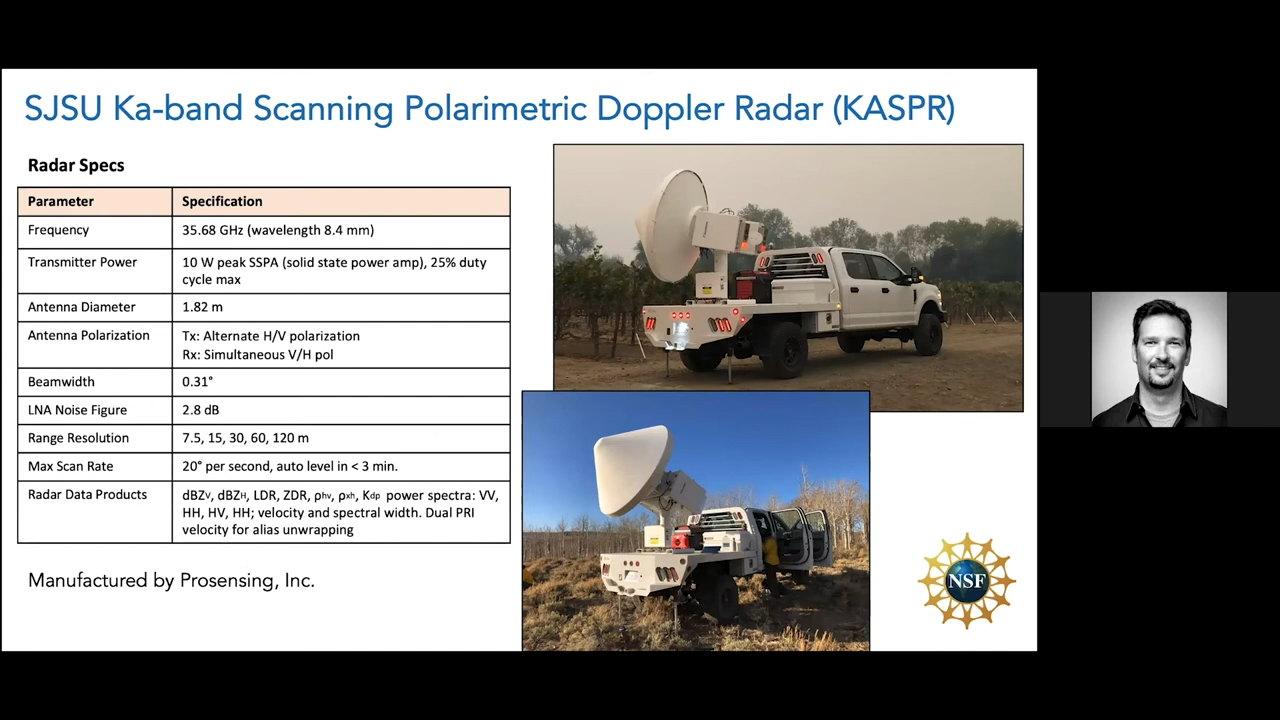 SJSU Ka-band Scanning Polarimetric Doppler Radar (KASPR)
Radar Specs
Parameter Specification
Frequency 35.68 GHz (wavelength 8.4 mm)
Transmitter Power 10 W peak SSPA (solid state power amp), 25% duty
cycle max
Antenna Diameter 1.82 m
Antenna Polarization Tx: Alternate H/V polarization
Rx: Simultaneous V/H pol
Beamwidth 0.31°
LNA Noise Figure 2.8 dB
Range Resolution 7.5, 15, 30, 60, 120 m
Max Scan Rate 20° per second, auto level in < 3 min.
Radar Data Products dBZV, dBZH, LDR, ZDR, ρhv, ρxh, Kdp power spectra: VV,
HH, HV, HH; velocity and spectral width. Dual PRI
velocity for alias unwrapping
Manufactured by Prosensing, Inc.
NSF